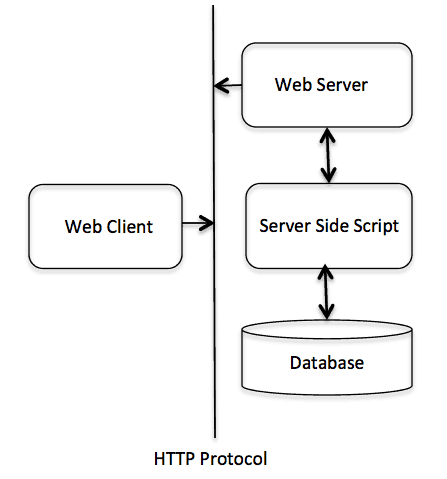 Web Server
Web Client
Server Side Script
Database
HTTP Protocol